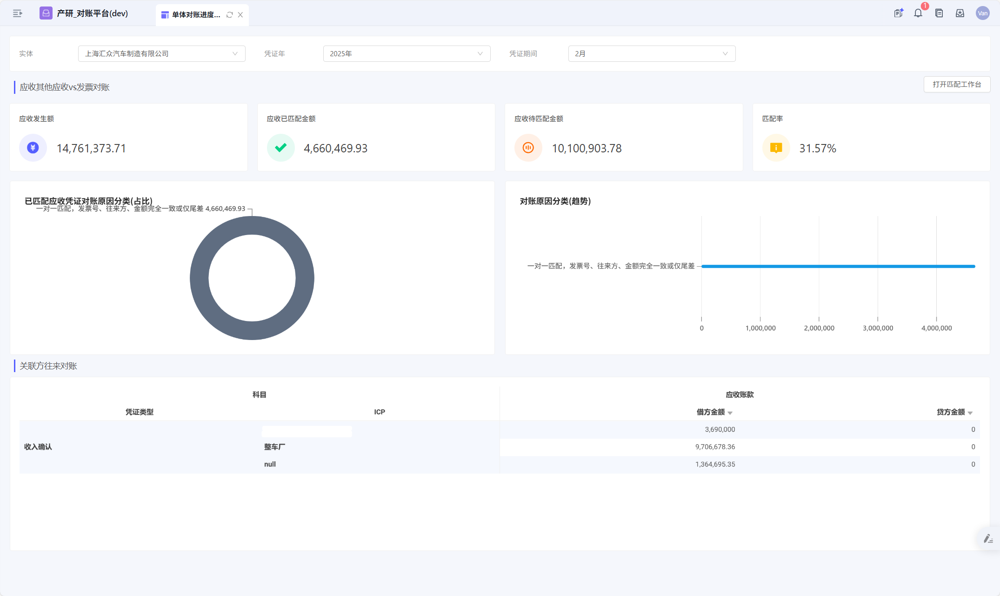 产研_对账平台(dev)
单体对账进度...
1
Van
实体
上海汇众汽车制造有限公司
凭证年
2025年
凭证期间
2月
应收其他应收vs发票对账
打开匹配工作台
应收发生额
14,761,373.71
应收已匹配金额
4,660,469.93
应收待匹配金额
10,100,903.78
匹配率
31.57%
已匹配应收凭证对账原因分类(占比)
一对一匹配，发票号、往来方、金额完全一致或仅尾差 4,660,469.93
对账原因分类(趋势)
一对一匹配，发票号、往来方、金额完全一致或仅尾差
0 1,000,000 2,000,000 3,000,000 4,000,000
关联方往来对账
科目 应收账款
凭证类型 ICP 借方金额 贷方金额
3,690,000 0
收入确认 整车厂 9,706,678.36 0
null 1,364,695.35 0